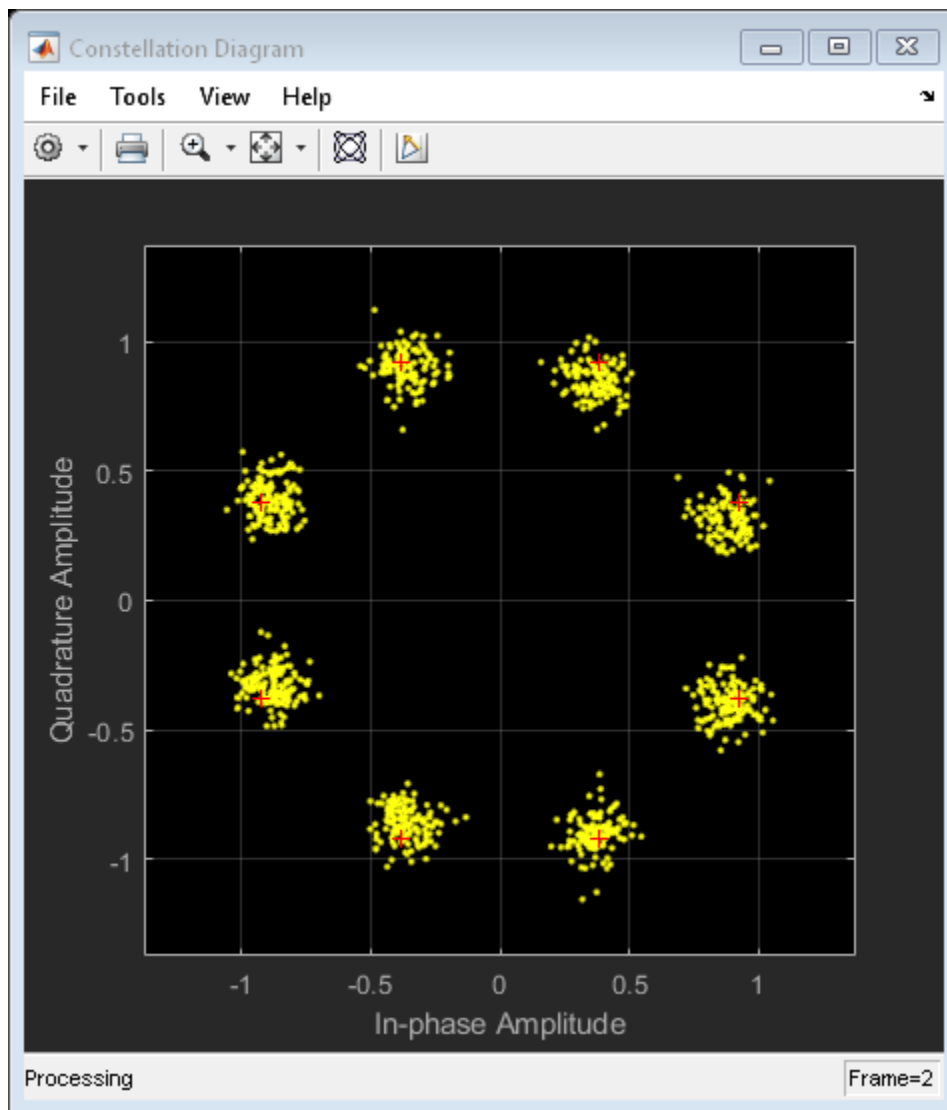 Constellation Diagram
File Tools View Help
1
0.5
0
-0.5
-1
Quadrature Amplitude
-1 -0.5 0 0.5 1
In-phase Amplitude
Processing Frame=2